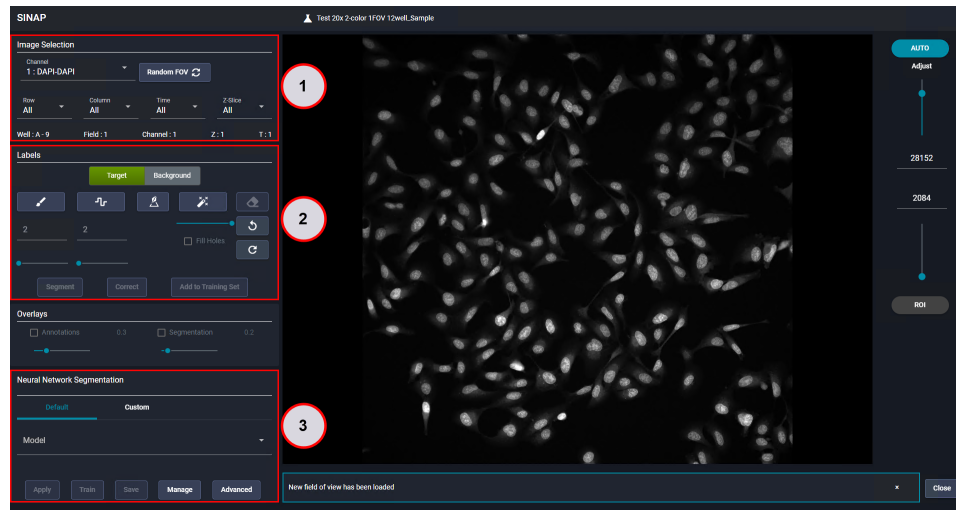 SINAP
Test 20x 2-color 1FOV 12well_Sample
Image Selection
Channel
1 : DAPI-DAPI
Random FOV
Row
All
Column
All
Time
All
Z-Slice
All
Well : A - 9 Field : 1 Channel : 1 Z : 1 T : 1
1
Labels
Target Background
2 2
Fill Holes
Segment Correct Add to Training Set
2
Overlays
Annotations 0.3 Segmentation 0.2
Neural Network Segmentation
Default Custom
Model
Apply Train Save Manage Advanced
3
AUTO
Adjust
28152
2084
ROI
New field of view has been loaded x
Close